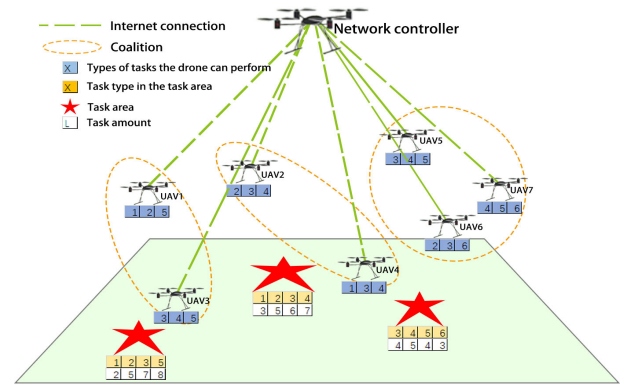 Internet connection
Network controller
Coalition
X Types of tasks the drone can perform
X Task type in the task area
Task area
L Task amount
UAV5
3 4 5
UAV2
2 3 4
UAV7
4 5 6
UAV1
1 2 5
UAV6
2 3 6
UAV4
1 3 4
UAV3
3 4 5
1 2 3 4
3 5 6 7
3 4 5 6
4 5 4 3
1 2 3 5
2 5 7 8